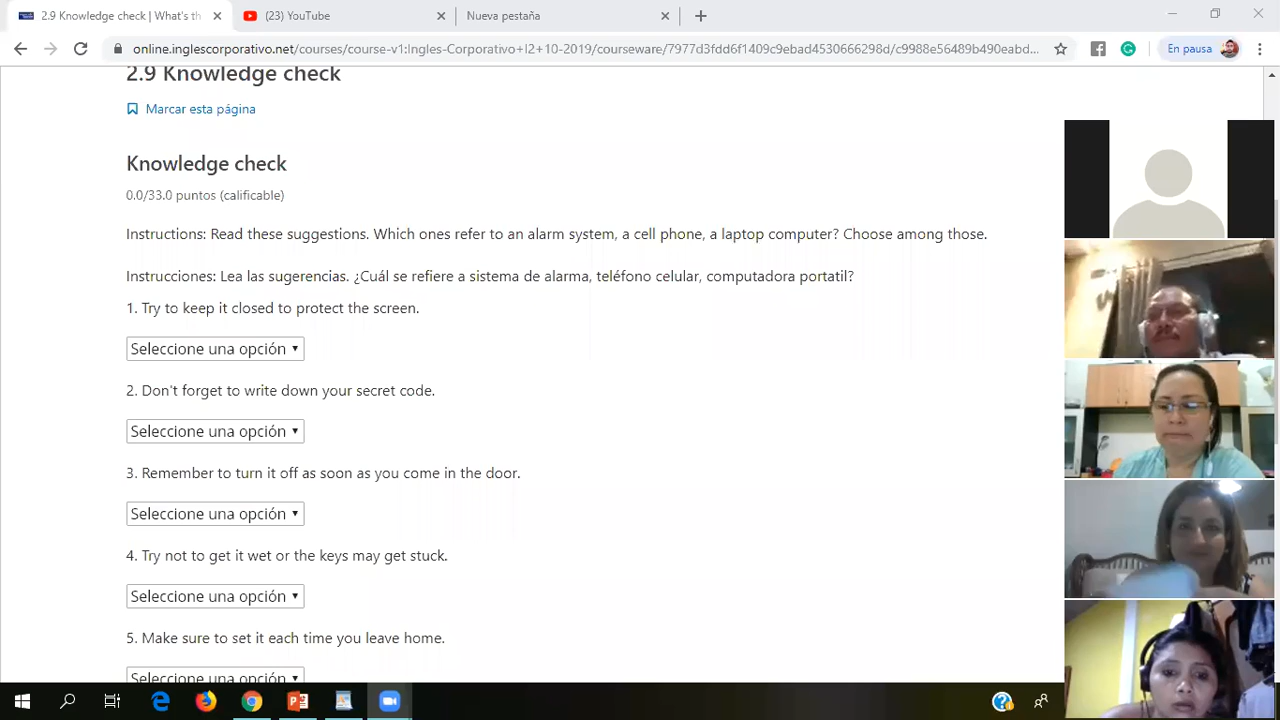 2.9 Knowledge check | What's th
(23) YouTube
Nueva pestaña
online.inglescorporativo.net/courses/course-v1:Ingles-Corporativo+I2+10-2019/courseware/7977d3fdd6f1409c9ebad4530666298d/c9988e56489b490eabd...
En pausa
2.9 Knowledge check
Marcar esta página
Knowledge check
0.0/33.0 puntos (calificable)
Instructions: Read these suggestions. Which ones refer to an alarm system, a cell phone, a laptop computer? Choose among those.
Instrucciones: Lea las sugerencias. ¿Cuál se refiere a sistema de alarma, teléfono celular, computadora portatil?
1. Try to keep it closed to protect the screen.
Seleccione una opción
2. Don't forget to write down your secret code.
Seleccione una opción
3. Remember to turn it off as soon as you come in the door.
Seleccione una opción
4. Try not to get it wet or the keys may get stuck.
Seleccione una opción
5. Make sure to set it each time you leave home.
Seleccione una opción